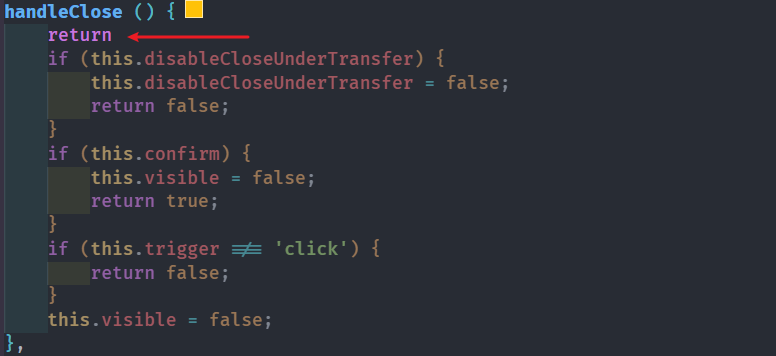 handleClose () {
return
if (this.disableCloseUnderTransfer) {
this.disableCloseUnderTransfer = false;
return false;
}
if (this.confirm) {
this.visible = false;
return true;
}
if (this.trigger !== 'click') {
return false;
}
this.visible = false;
},